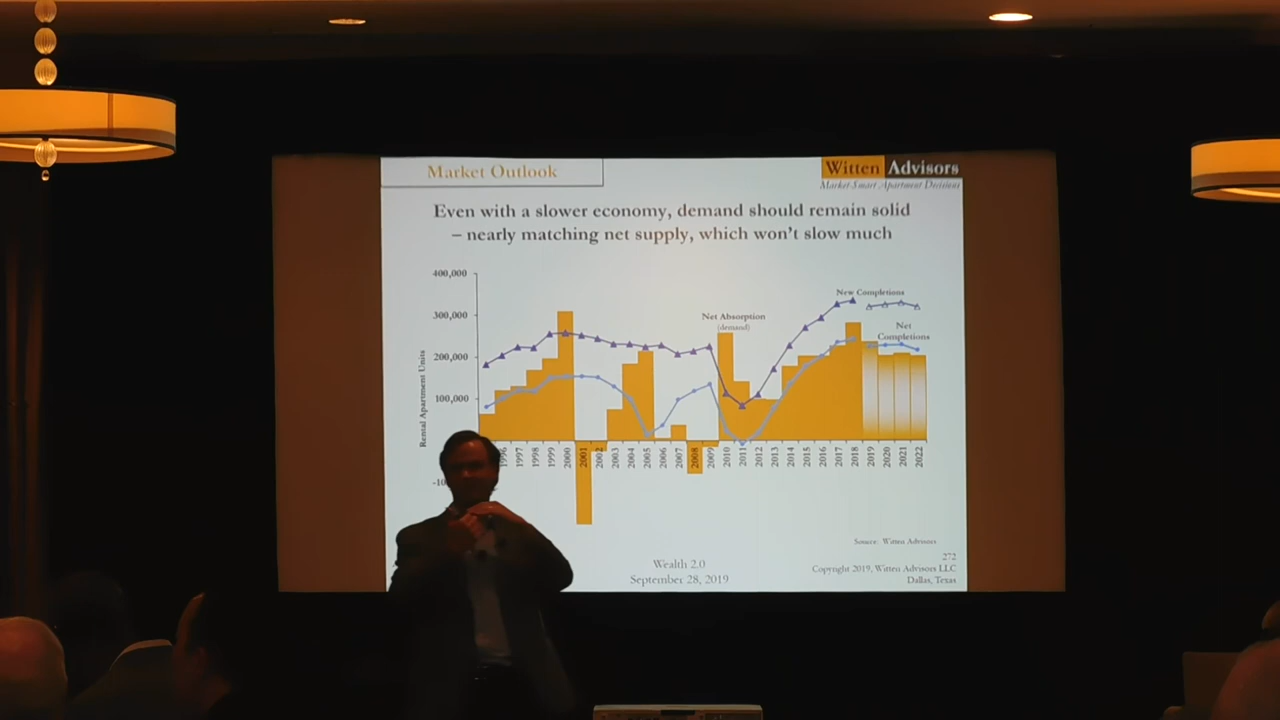 Market Outlook
Witten Advisors
Market-Smart Apartment Decisions
Even with a slower economy, demand should remain solid
– nearly matching net supply, which won't slow much
400,000
300,000
200,000
100,000
-10
Rental Apartment Units
New Completions
Net Absorption
(demand)
Net
Completions
1996 1997 1998 1999 2000 2001 2002 2003 2004 2005 2006 2007 2008 2009 2010 2011 2012 2013 2014 2015 2016 2017 2018 2019 2020 2021 2022
Source: Witten Advisors
272
Wealth 2.0
September 28, 2019
Copyright 2019, Witten Advisors LLC
Dallas, Texas